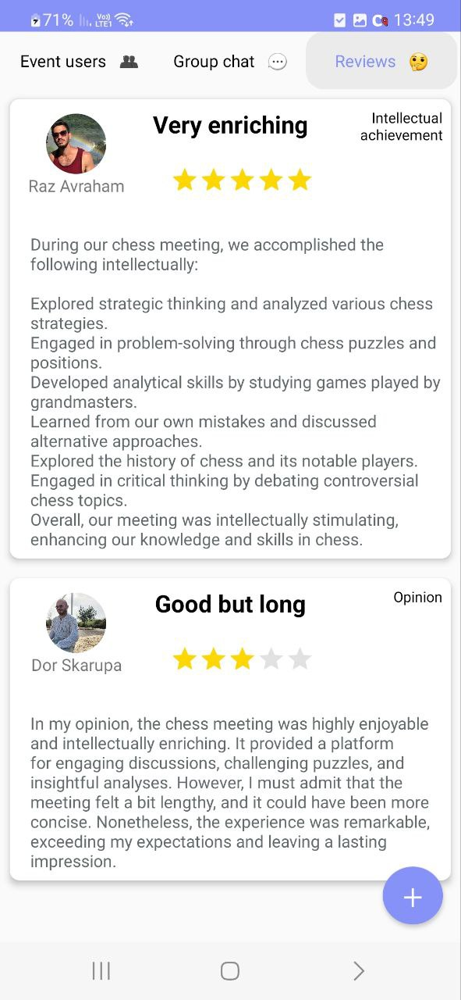 71% Vo)) LTE1 13:49
Event users Group chat Reviews
Very enriching
Intellectual
achievement
Raz Avraham
During our chess meeting, we accomplished the
following intellectually:
Explored strategic thinking and analyzed various chess
strategies.
Engaged in problem-solving through chess puzzles and
positions.
Developed analytical skills by studying games played by
grandmasters.
Learned from our own mistakes and discussed
alternative approaches.
Explored the history of chess and its notable players.
Engaged in critical thinking by debating controversial
chess topics.
Overall, our meeting was intellectually stimulating,
enhancing our knowledge and skills in chess.
Good but long
Opinion
Dor Skarupa
In my opinion, the chess meeting was highly enjoyable
and intellectually enriching. It provided a platform
for engaging discussions, challenging puzzles, and
insightful analyses. However, I must admit that the
meeting felt a bit lengthy, and it could have been more
concise. Nonetheless, the experience was remarkable,
exceeding my expectations and leaving a lasting
impression.